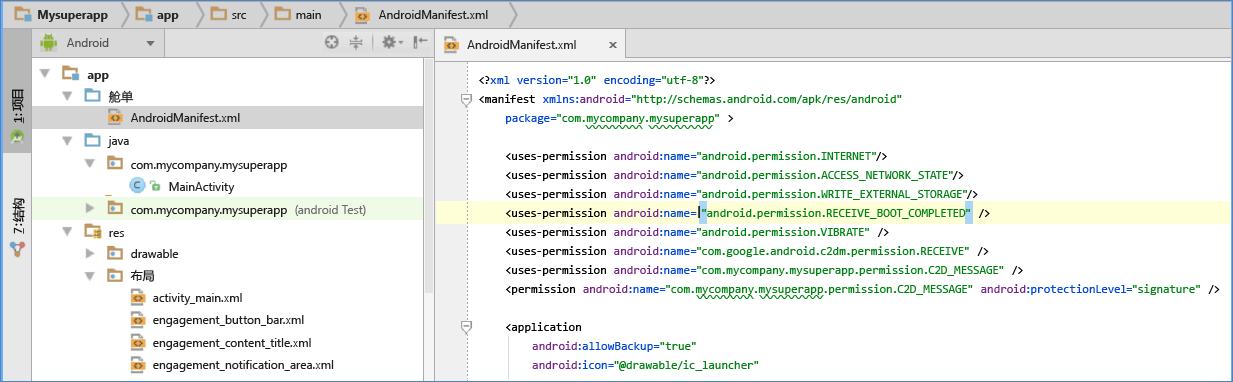 Mysuperapp app src main AndroidManifest.xml
Android
AndroidManifest.xml
1:项目
7:结构
app
舱单
AndroidManifest.xml
java
com.mycompany.mysuperapp
MainActivity
com.mycompany.mysuperapp (android Test)
res
drawable
布局
activity_main.xml
engagement_button_bar.xml
engagement_content_title.xml
engagement_notification_area.xml
<?xml version="1.0" encoding="utf-8"?>
<manifest xmlns:android="http://schemas.android.com/apk/res/android"
package="com.mycompany.mysuperapp" >
<uses-permission android:name="android.permission.INTERNET"/>
<uses-permission android:name="android.permission.ACCESS_NETWORK_STATE"/>
<uses-permission android:name="android.permission.WRITE_EXTERNAL_STORAGE"/>
<uses-permission android:name="android.permission.RECEIVE_BOOT_COMPLETED" />
<uses-permission android:name="android.permission.VIBRATE" />
<uses-permission android:name="com.google.android.c2dm.permission.RECEIVE" />
<uses-permission android:name="com.mycompany.mysuperapp.permission.C2D_MESSAGE" />
<permission android:name="com.mycompany.mysuperapp.permission.C2D_MESSAGE" android:protectionLevel="signature" />
<application
android:allowBackup="true"
android:icon="@drawable/ic_launcher"